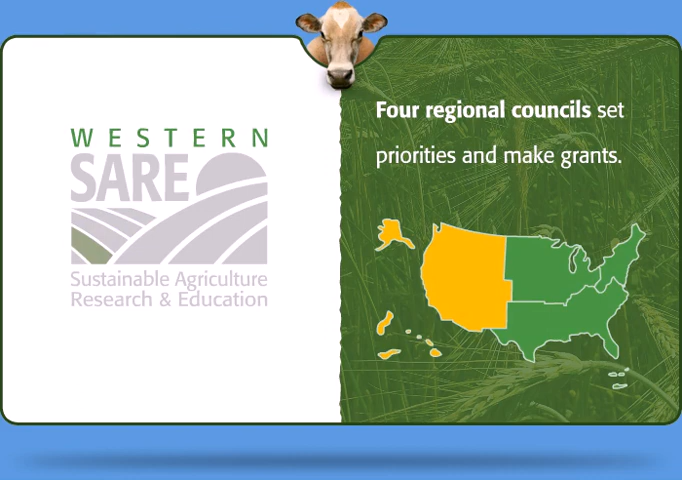 WESTERN
SARE
Sustainable Agriculture
Research & Education
Four regional councils set
priorities and make grants.